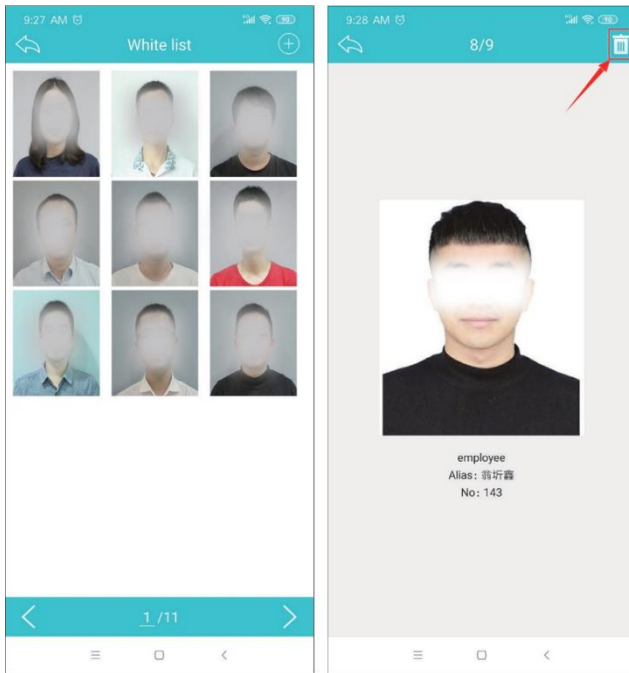 9:27 AM
White list
1 /11
9:28 AM
8/9
employee
Alias: 翁圻鑫
No: 143